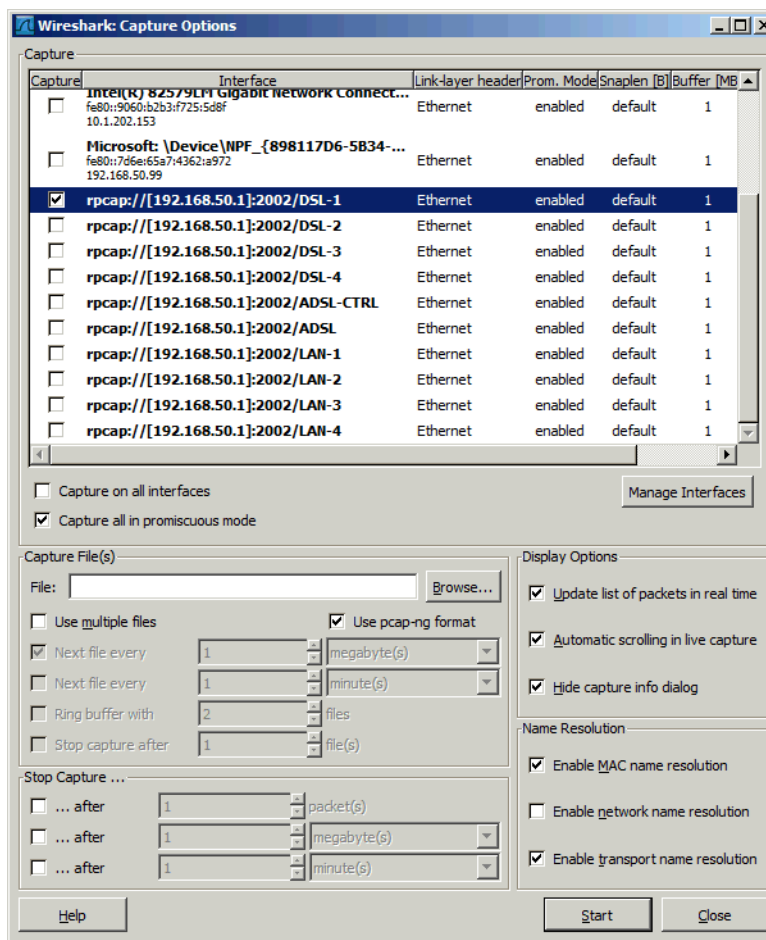 Wireshark: Capture Options
Capture
Capture Interface Link-layer header Prom. Mode Snaplen [B] Buffer [MB
Intel(R) 82579LM Gigabit Network Connect...
fe80::9060:b2b3:f725:5d8f Ethernet enabled default 1
10.1.202.153
Microsoft: \Device\NPF_{898117D6-5B34-...
fe80::7d6e:65a7:4362:a972 Ethernet enabled default 1
192.168.50.99
rpcap://[192.168.50.1]:2002/DSL-1 Ethernet enabled default 1
rpcap://[192.168.50.1]:2002/DSL-2 Ethernet enabled default 1
rpcap://[192.168.50.1]:2002/DSL-3 Ethernet enabled default 1
rpcap://[192.168.50.1]:2002/DSL-4 Ethernet enabled default 1
rpcap://[192.168.50.1]:2002/ADSL-CTRL Ethernet enabled default 1
rpcap://[192.168.50.1]:2002/ADSL Ethernet enabled default 1
rpcap://[192.168.50.1]:2002/LAN-1 Ethernet enabled default 1
rpcap://[192.168.50.1]:2002/LAN-2 Ethernet enabled default 1
rpcap://[192.168.50.1]:2002/LAN-3 Ethernet enabled default 1
rpcap://[192.168.50.1]:2002/LAN-4 Ethernet enabled default 1
Capture on all interfaces
Manage Interfaces
Capture all in promiscuous mode
Capture File(s)
File: Browse...
Use multiple files Use pcap-ng format
Next file every 1 megabyte(s)
Next file every 1 minute(s)
Ring buffer with 2 files
Stop capture after 1 file(s)
Stop Capture ...
... after 1 packet(s)
... after 1 megabyte(s)
... after 1 minute(s)
Display Options
Update list of packets in real time
Automatic scrolling in live capture
Hide capture info dialog
Name Resolution
Enable MAC name resolution
Enable network name resolution
Enable transport name resolution
Help Start Close